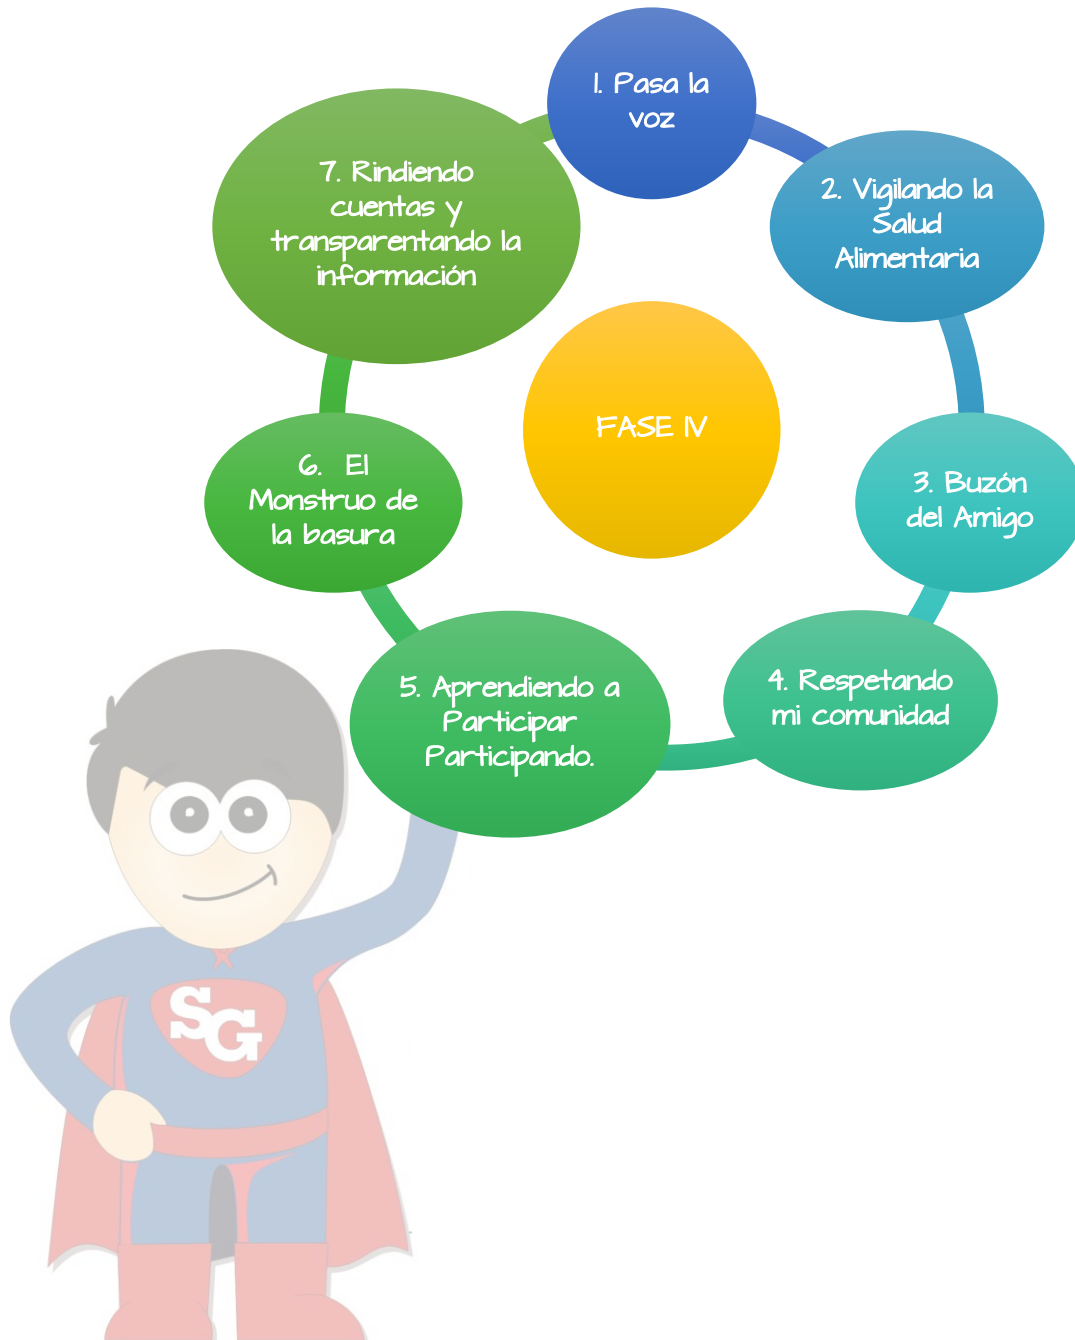 1. Pasa la
voz
2. Vigilando la
Salud
Alimentaria
3. Buzón
del Amigo
4. Respetando
mi comunidad
5. Aprendiendo a
Participar
Participando.
6. El
Monstruo de
la basura
7. Rindiendo
cuentas y
transparentando la
información
FASE IV
SG